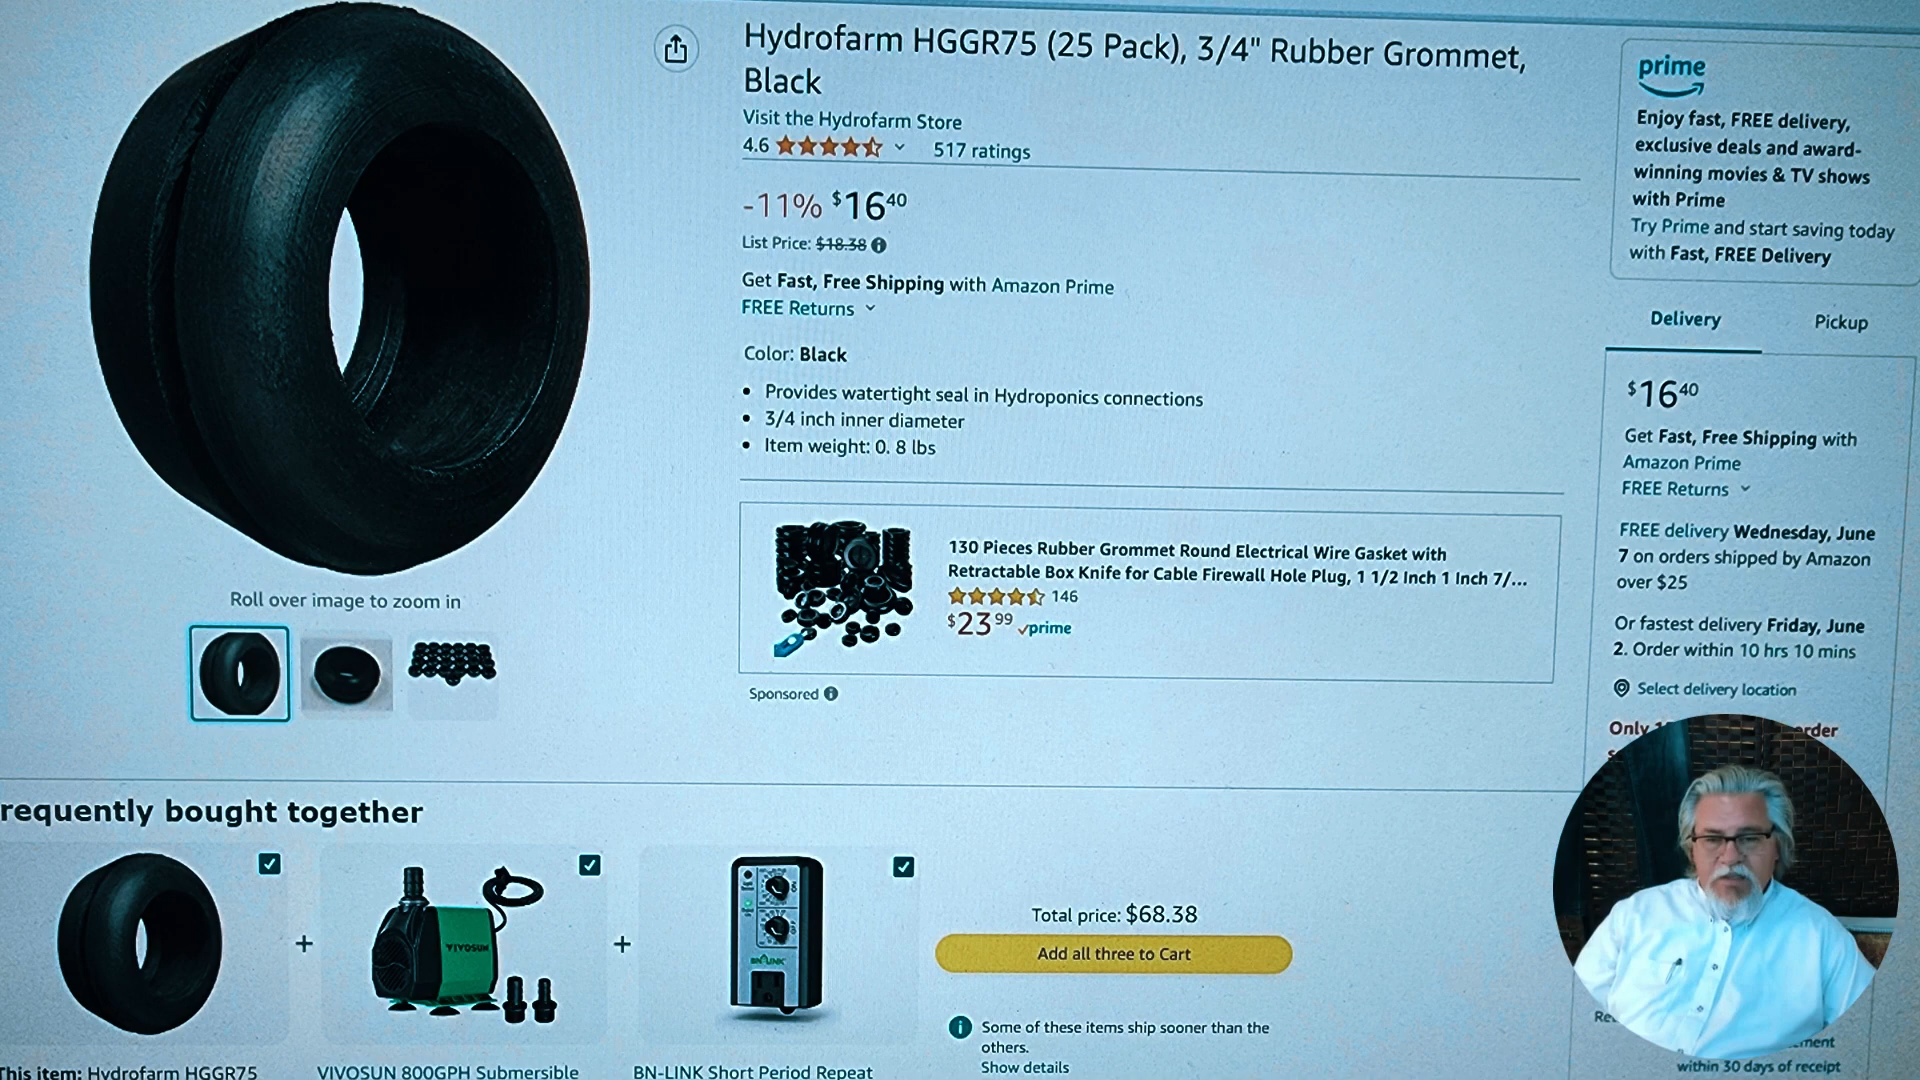 Hydrofarm HGGR75 (25 Pack), 3/4" Rubber Grommet,
Black
Visit the Hydrofarm Store
4.6
517 ratings
-11% $16.40
List Price: $18.38
Get Fast, Free Shipping with Amazon Prime
FREE Returns
Color: Black
• Provides watertight seal in Hydroponics connections
• 3/4 inch inner diameter
• Item weight: 0. 8 lbs
Roll over image to zoom in
130 Pieces Rubber Grommet Round Electrical Wire Gasket with
Retractable Box Knife for Cable Firewall Hole Plug, 1 1/2 Inch 1 Inch 7/...
146
$23.99 prime
Sponsored
prime
Enjoy fast, FREE delivery,
exclusive deals and award-
winning movies & TV shows
with Prime
Try Prime and start saving today
with Fast, FREE Delivery
Delivery
Pickup
$16.40
Get Fast, Free Shipping with
Amazon Prime
FREE Returns
FREE delivery Wednesday, June
7 on orders shipped by Amazon
over $25
Or fastest delivery Friday, June
2. Order within 10 hrs 10 mins
Select delivery location
Only
within 30 days of receipt
requently bought together
+
+
VIVOSUN
BN-LINK
Total price: $68.38
Add all three to Cart
Some of these items ship sooner than the
others.
Show details
This item: Hydrofarm HGGR75
VIVOSUN 800GPH Submersible
BN-LINK Short Period Repeat